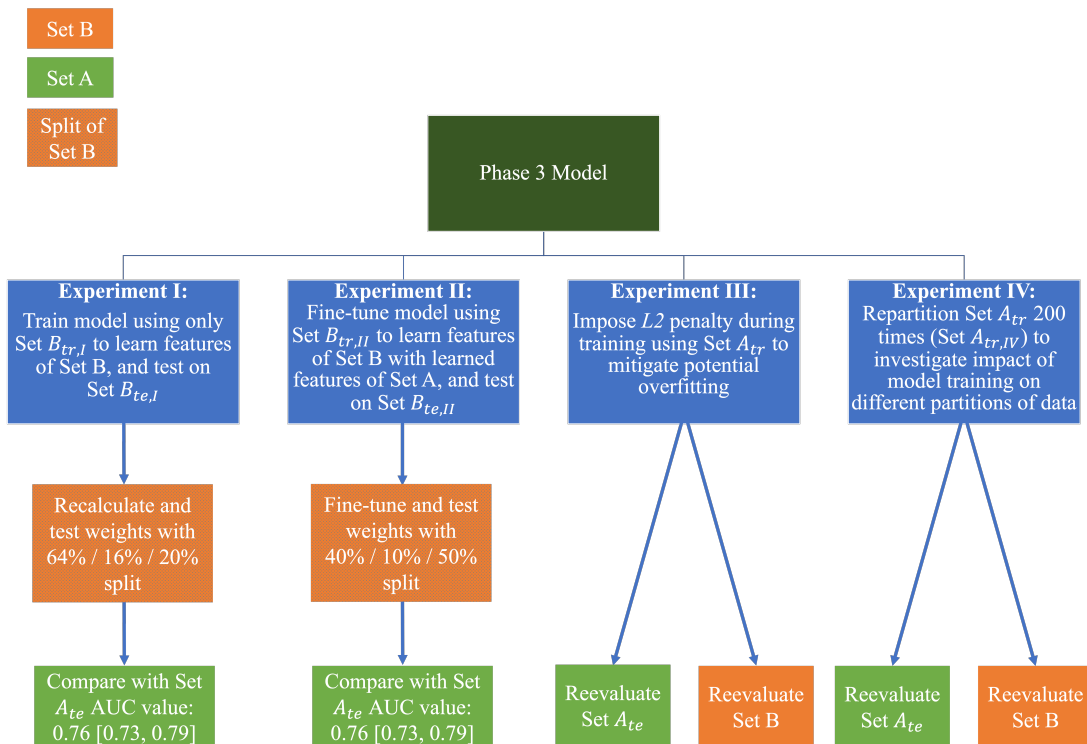 Set B
Set A
Split of
Set B
Phase 3 Model
Experiment I:
Train model using only
Set B_{tr,I} to learn features
of Set B, and test on
Set B_{te,I}
Experiment II:
Fine-tune model using
Set B_{tr,II} to learn features
of Set B with learned
features of Set A, and test
on Set B_{te,II}
Experiment III:
Impose L2 penalty during
training using Set A_{tr} to
mitigate potential
overfitting
Experiment IV:
Repartition Set A_{tr} 200
times (Set A_{tr,IV}) to
investigate impact of
model training on
different partitions of data
Recalculate and
test weights with
64% / 16% / 20%
split
Fine-tune and test
weights with
40% / 10% / 50%
split
Compare with Set
A_{te} AUC value:
0.76 [0.73, 0.79]
Compare with Set
A_{te} AUC value:
0.76 [0.73, 0.79]
Reevaluate
Set A_{te}
Reevaluate
Set B
Reevaluate
Set A_{te}
Reevaluate
Set B